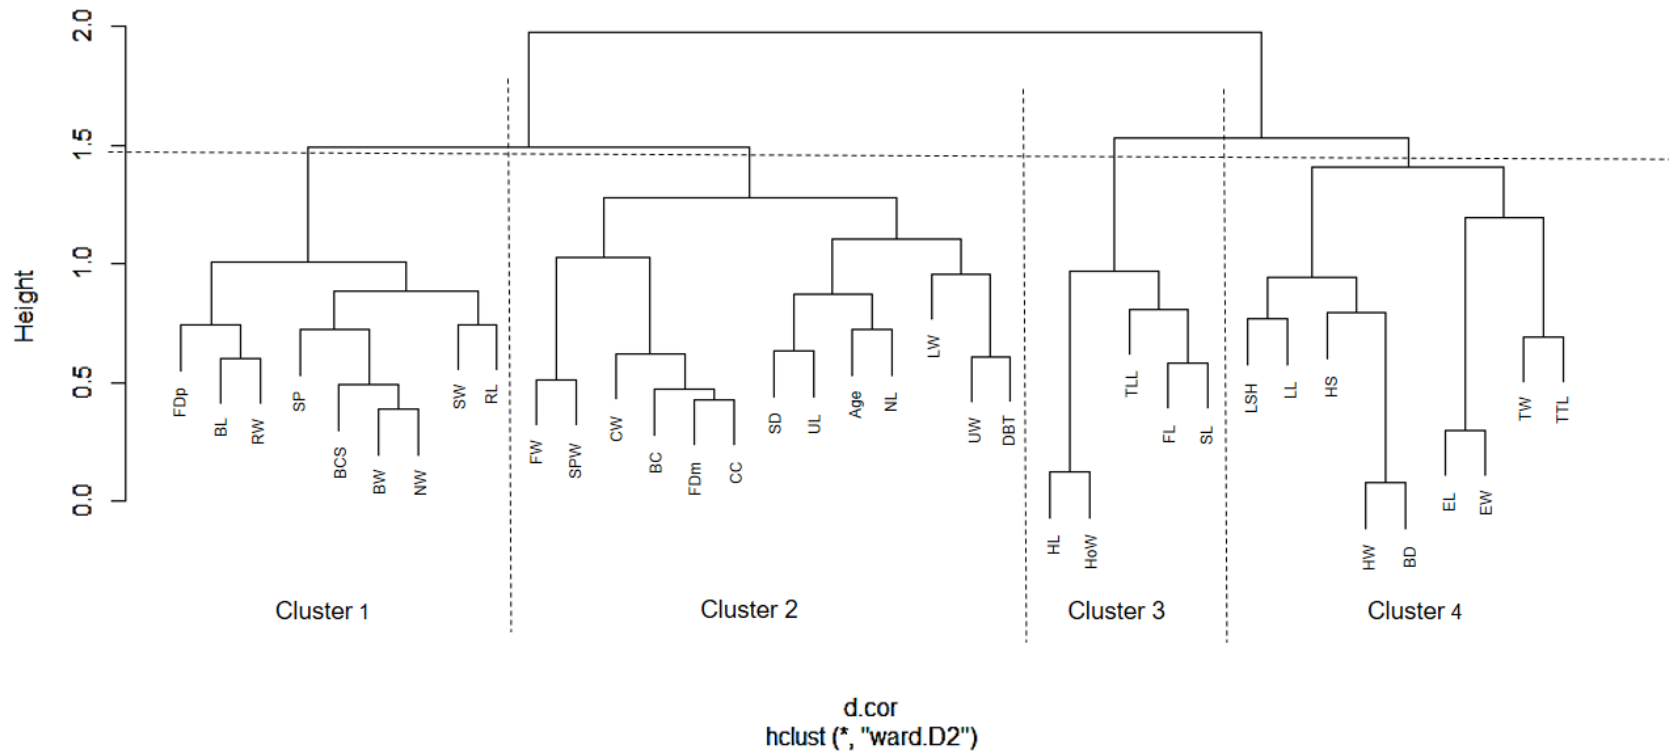 2.0
1.5
1.0
0.5
0.0
Height
FDp
BL
RW
SP
BCS
BW
NW
SW
RL
FW
SPW
CW
BC
FDm
CC
SD
UL
Age
NL
LW
UW
DBT
HL
HoW
TLL
FL
SL
LSH
LL
HS
HW
BD
EL
EW
TW
TTL
Cluster 1
Cluster 2
Cluster 3
Cluster 4
d.cor
hclust (*, "ward.D2")